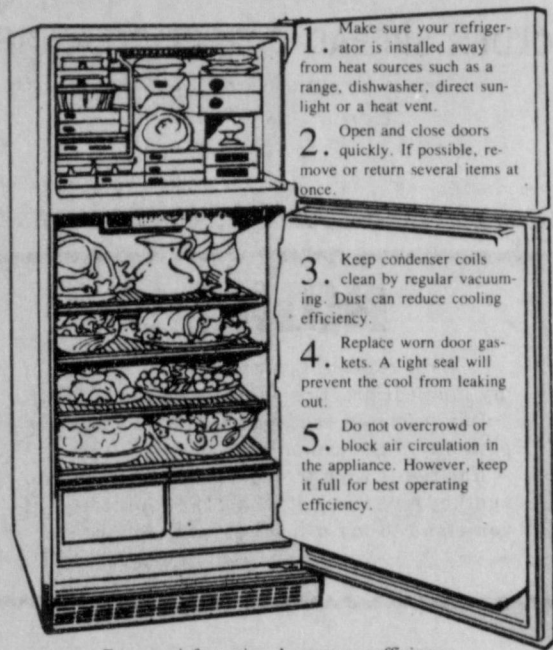 1. Make sure your refriger-
ator is installed away
from heat sources such as a
range, dishwasher, direct sun-
light or a heat vent.
2. Open and close doors
quickly. If possible, re-
move or return several items at
once.
3. Keep condenser coils
clean by regular vacuum-
ing. Dust can reduce cooling
efficiency.
4. Replace worn door gas-
kets. A tight seal will
prevent the cool from leaking
out.
5. Do not overcrowd or
block air circulation in
the appliance. However, keep
it full for best operating
efficiency.